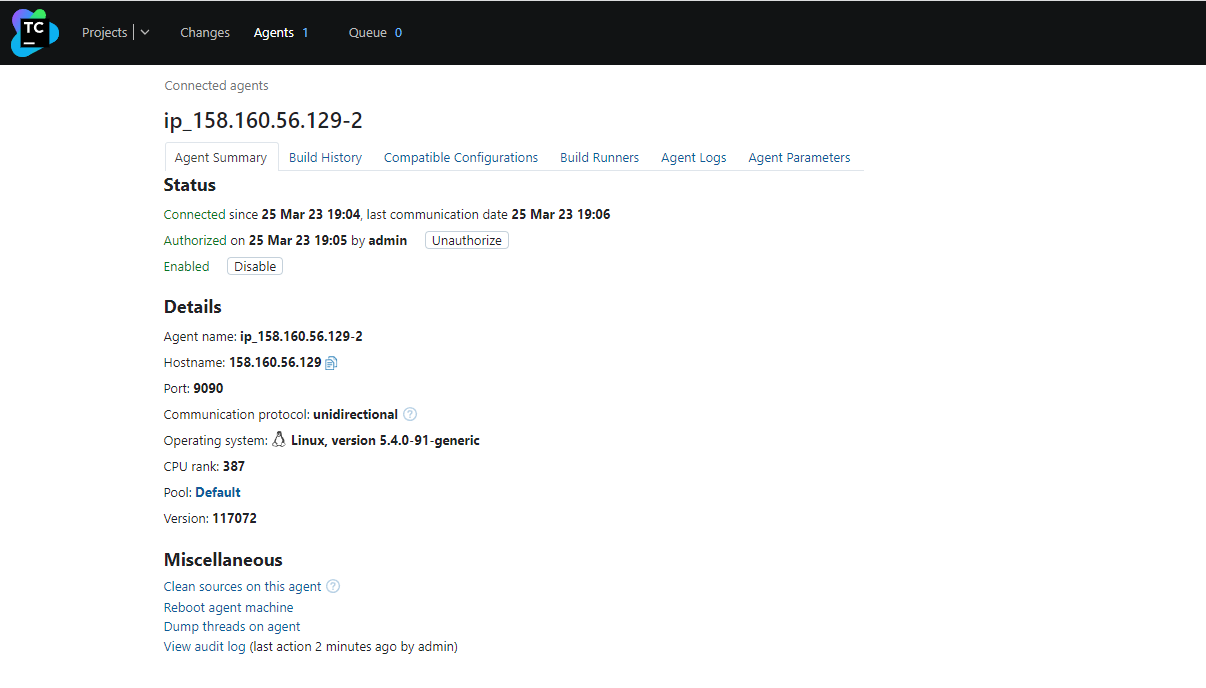 TC Projects Changes Agents 1 Queue 0
Connected agents
ip_158.160.56.129-2
Agent Summary Build History Compatible Configurations Build Runners Agent Logs Agent Parameters
Status
Connected since 25 Mar 23 19:04, last communication date 25 Mar 23 19:06
Authorized on 25 Mar 23 19:05 by admin Unauthorize
Enabled Disable
Details
Agent name: ip_158.160.56.129-2
Hostname: 158.160.56.129
Port: 9090
Communication protocol: unidirectional ?
Operating system: Linux, version 5.4.0-91-generic
CPU rank: 387
Pool: Default
Version: 117072
Miscellaneous
Clean sources on this agent ?
Reboot agent machine
Dump threads on agent
View audit log (last action 2 minutes ago by admin)